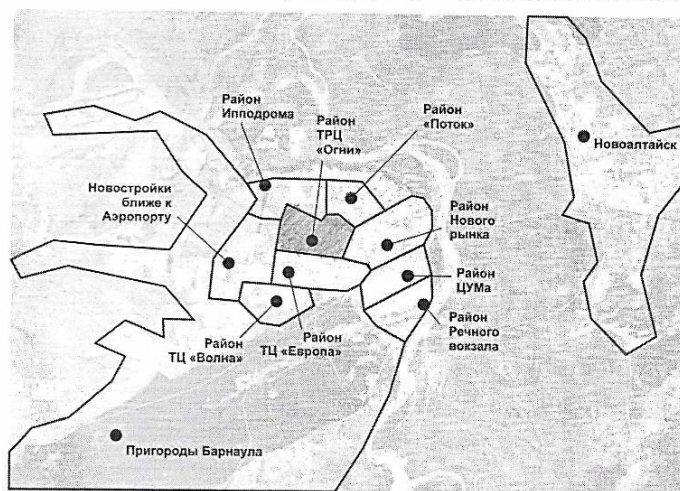 Район
Ипподрома
Район
ТРЦ
«Огни»
Район
«Поток»
Новоалтайск
Новостройки
ближе к
Аэропорту
Район
Нового
рынка
Район
ЦУМа
Район
ТЦ «Волна»
Район
ТЦ «Европа»
Район
Речного
вокзала
Пригороды Барнаула